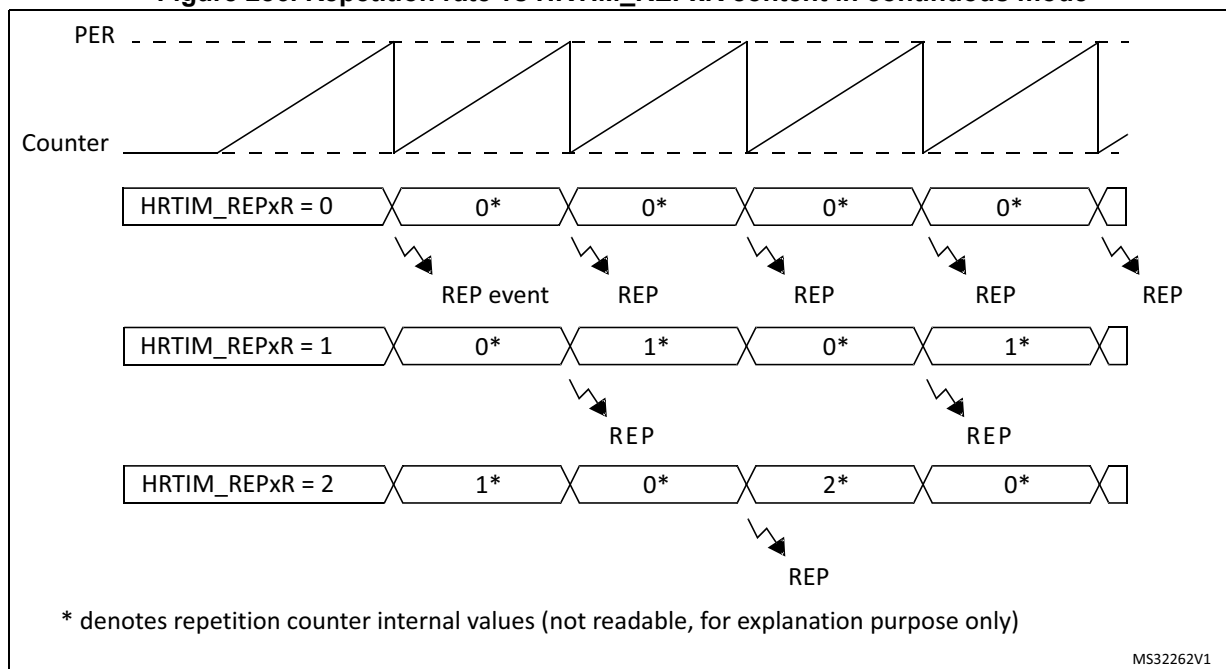 PER
Counter
HRTIM_REPxR = 0 0* 0* 0* 0*
REP event REP REP REP REP
HRTIM_REPxR = 1 0* 1* 0* 1*
REP REP
HRTIM_REPxR = 2 1* 0* 2* 0*
REP
* denotes repetition counter internal values (not readable, for explanation purpose only)
MS32262V1